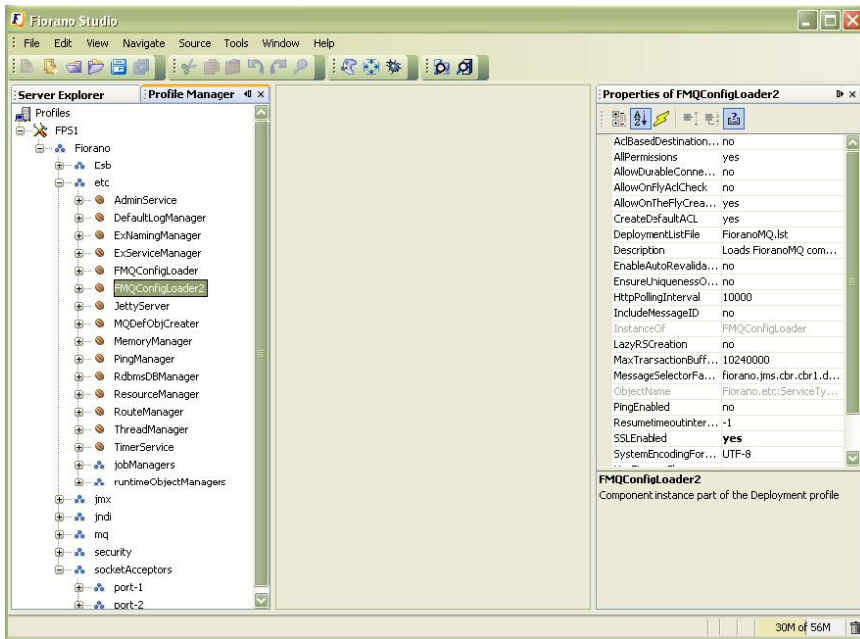 Fiorano Studio
File Edit View Navigate Source Tools Window Help
Server Explorer
Profile Manager
Profiles
FPS1
Fiorano
Esb
etc
AdminService
DefaultLogManager
ExNamingManager
ExServiceManager
FMQConfigLoader
FMQConfigLoader2
JettyServer
MQDefObjCreater
MemoryManager
PingManager
RdbmsDBManager
ResourceManager
RouteManager
ThreadManager
TimerService
jobManagers
runtimeObjectManagers
jmx
jndi
mq
security
socketAcceptors
port-1
port-2
Properties of FMQConfigLoader2
AclBasedDestination... no
AllPermissions yes
AllowDurableConne... no
AllowOnFlyAclCheck no
AllowOnTheFlyCrea... yes
CreateDefaultACL yes
DeploymentListFile FioranoMQ.lst
Description Loads FioranoMQ com...
EnableAutoRevalida... no
EnsureUniquenessO... no
HttpPollingInterval 10000
IncludeMessageID no
InstanceOf FMQConfigLoader
LazyRSCreation no
MaxTransactionBuff... 10240000
MessageSelectorFa... fiorano.jms.cbr.cbr1.d...
ObjectName Fiorano.etc:ServiceTy...
PingEnabled no
Resumetimeoutinter... -1
SSLEnabled yes
SystemEncodingFor... UTF-8
FMQConfigLoader2
Component instance part of the Deployment profile
30M of 56M